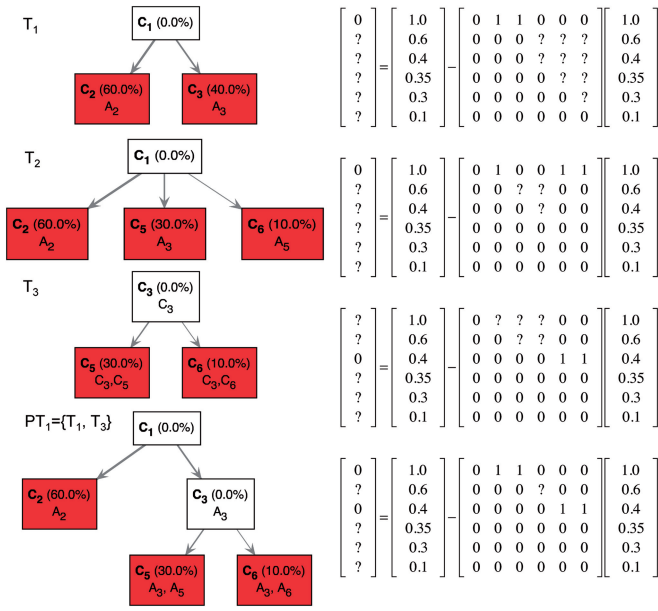 T1
C1 (0.0%)
C2 (60.0%)
A2
C3 (40.0%)
A3
0 1.0 0 1 1 0 0 0 1.0
? 0.6 0 0 0 ? ? ? 0.6
? 0.4 0 0 0 ? ? ? 0.4
? = 0.35 − 0 0 0 0 ? ? 0.35
? 0.3 0 0 0 0 0 ? 0.3
? 0.1 0 0 0 0 0 0 0.1
T2
C1 (0.0%)
C2 (60.0%)
A2
C5 (30.0%)
A3
C6 (10.0%)
A5
0 1.0 0 1 0 0 1 1 1.0
? 0.6 0 0 ? ? 0 0 0.6
? 0.4 0 0 0 ? 0 0 0.4
? = 0.35 − 0 0 0 0 0 0 0.35
? 0.3 0 0 0 0 0 0 0.3
? 0.1 0 0 0 0 0 0 0.1
T3
C3 (0.0%)
C3
C5 (30.0%)
C3,C5
C6 (10.0%)
C3,C6
? 1.0 0 ? ? ? 0 0 1.0
? 0.6 0 0 ? ? 0 0 0.6
0 0.4 0 0 0 0 1 1 0.4
? = 0.35 − 0 0 0 0 0 0 0.35
? 0.3 0 0 0 0 0 0 0.3
? 0.1 0 0 0 0 0 0 0.1
PT1={T1, T3}
C1 (0.0%)
C2 (60.0%)
A2
C3 (0.0%)
A3
C5 (30.0%)
A3, A5
C6 (10.0%)
A3, A6
0 1.0 0 1 1 0 0 0 1.0
? 0.6 0 0 0 ? 0 0 0.6
0 0.4 0 0 0 0 1 1 0.4
? = 0.35 − 0 0 0 0 0 0 0.35
? 0.3 0 0 0 0 0 0 0.3
? 0.1 0 0 0 0 0 0 0.1